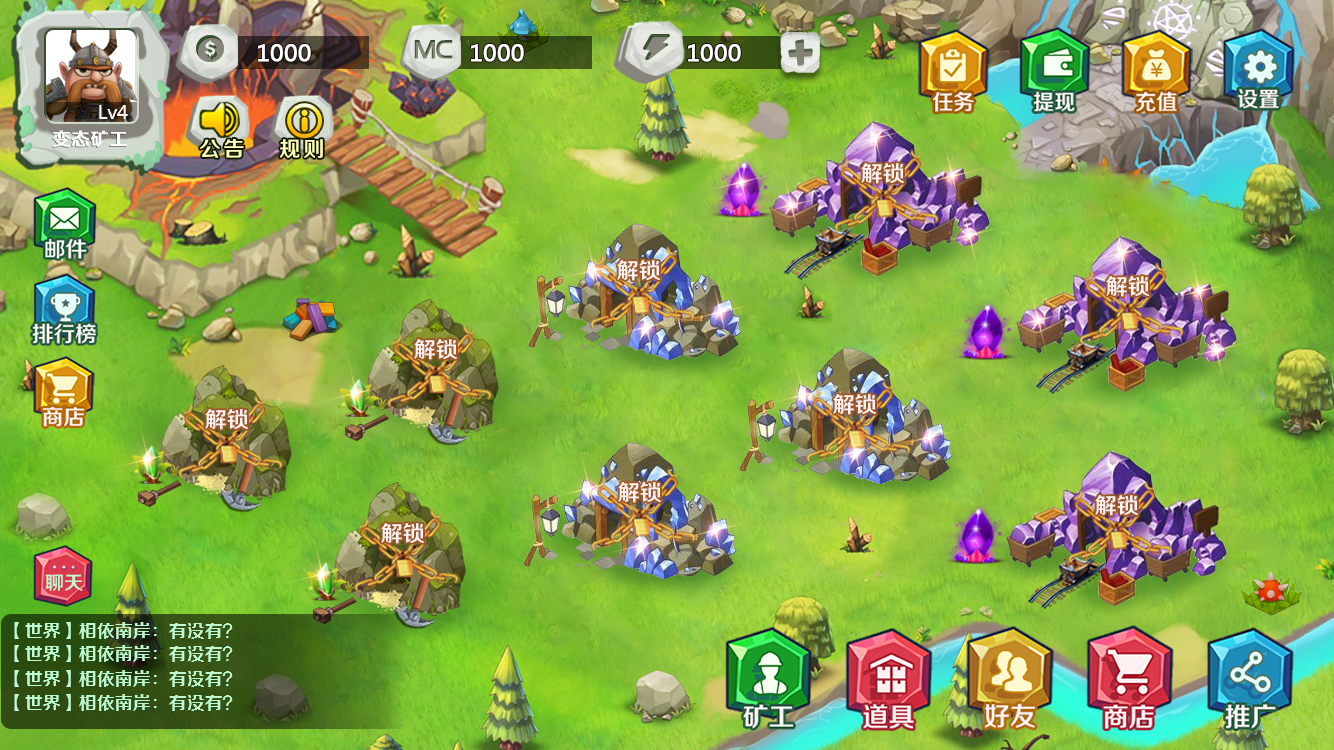 $ 1000
MC 1000
1000
Lv4
变态矿工
公告
规则
任务
提现
充值
设置
邮件
排行榜
商店
解锁
解锁
解锁
解锁
解锁
解锁
解锁
解锁
解锁
聊天
【世界】相依南岸：有没有？
【世界】相依南岸：有没有？
【世界】相依南岸：有没有？
【世界】相依南岸：有没有？
矿工
道具
好友
商店
推广